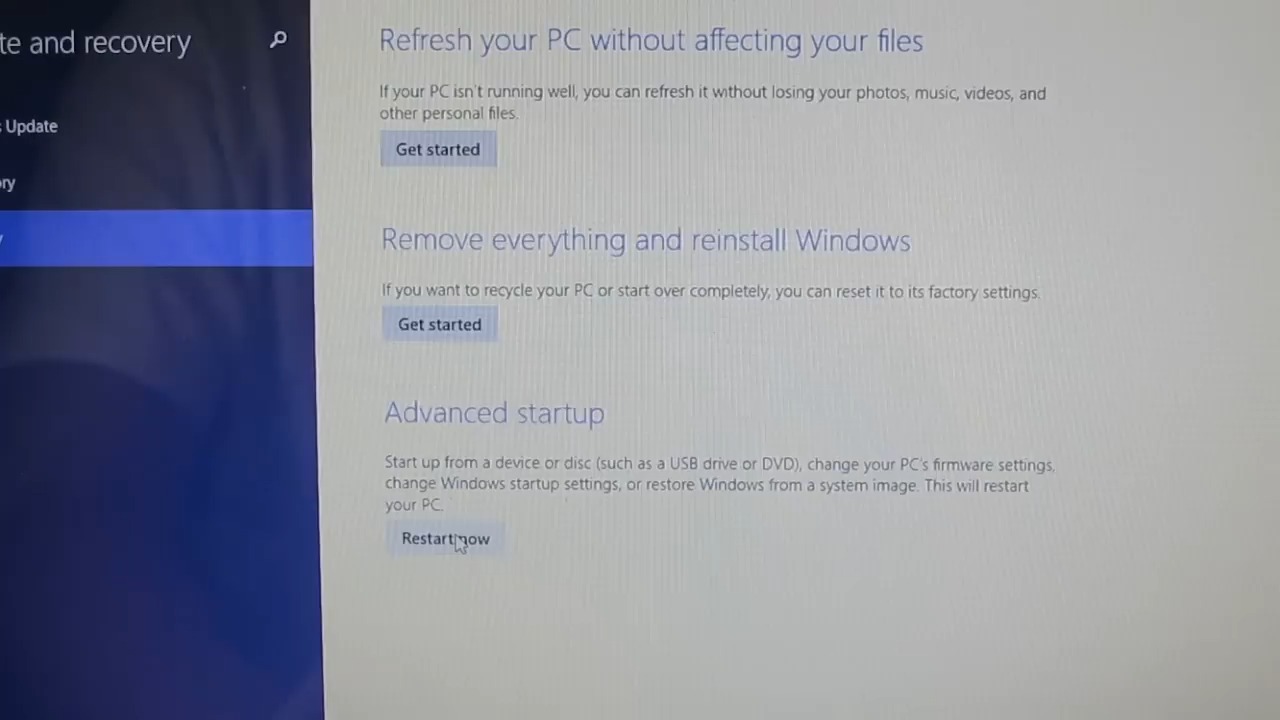 te and recovery
Update
ry
Refresh your PC without affecting your files
If your PC isn't running well, you can refresh it without losing your photos, music, videos, and
other personal files.
Get started
Remove everything and reinstall Windows
If you want to recycle your PC or start over completely, you can reset it to its factory settings.
Get started
Advanced startup
Start up from a device or disc (such as a USB drive or DVD), change your PC's firmware settings,
change Windows startup settings, or restore Windows from a system image. This will restart
your PC.
Restart now